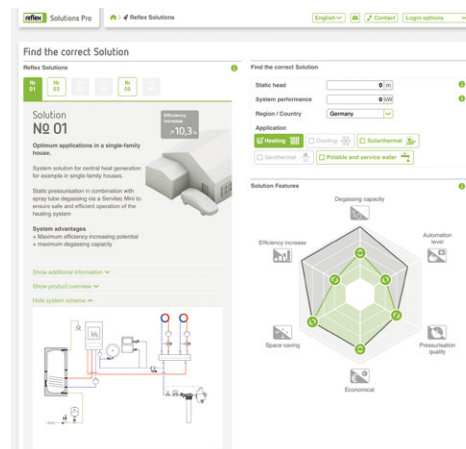 reflex Solutions Pro
Reflex Solutions
English
Contact
Login options
Find the correct Solution
Reflex Solutions
Nº 01
Nº 02
Nº 05
Solution
Nº 01
Efficiency increase
10,3
Optimum applications in a single-family
house.
System solution for central heat generation
for example in single-family houses.
Static pressurisation in combination with
spray tube degassing via a Servitec Mini to
ensure safe and efficient operation of the
heating system
System advantages
+ Maximum efficiency increasing potential
+ maximum degassing capacity
Show additional information
Show product overview
Hide system scheme
Find the correct Solution
Static head
0 m
System performance
0 kW
Region / Country
Germany
Application
Heating
Cooling
Solarthermal
Geothermal
Potable and service water
Solution Features
Degassing capacity
Efficiency increase
Automation
level
Space saving
Pressurisation
quality
Economical